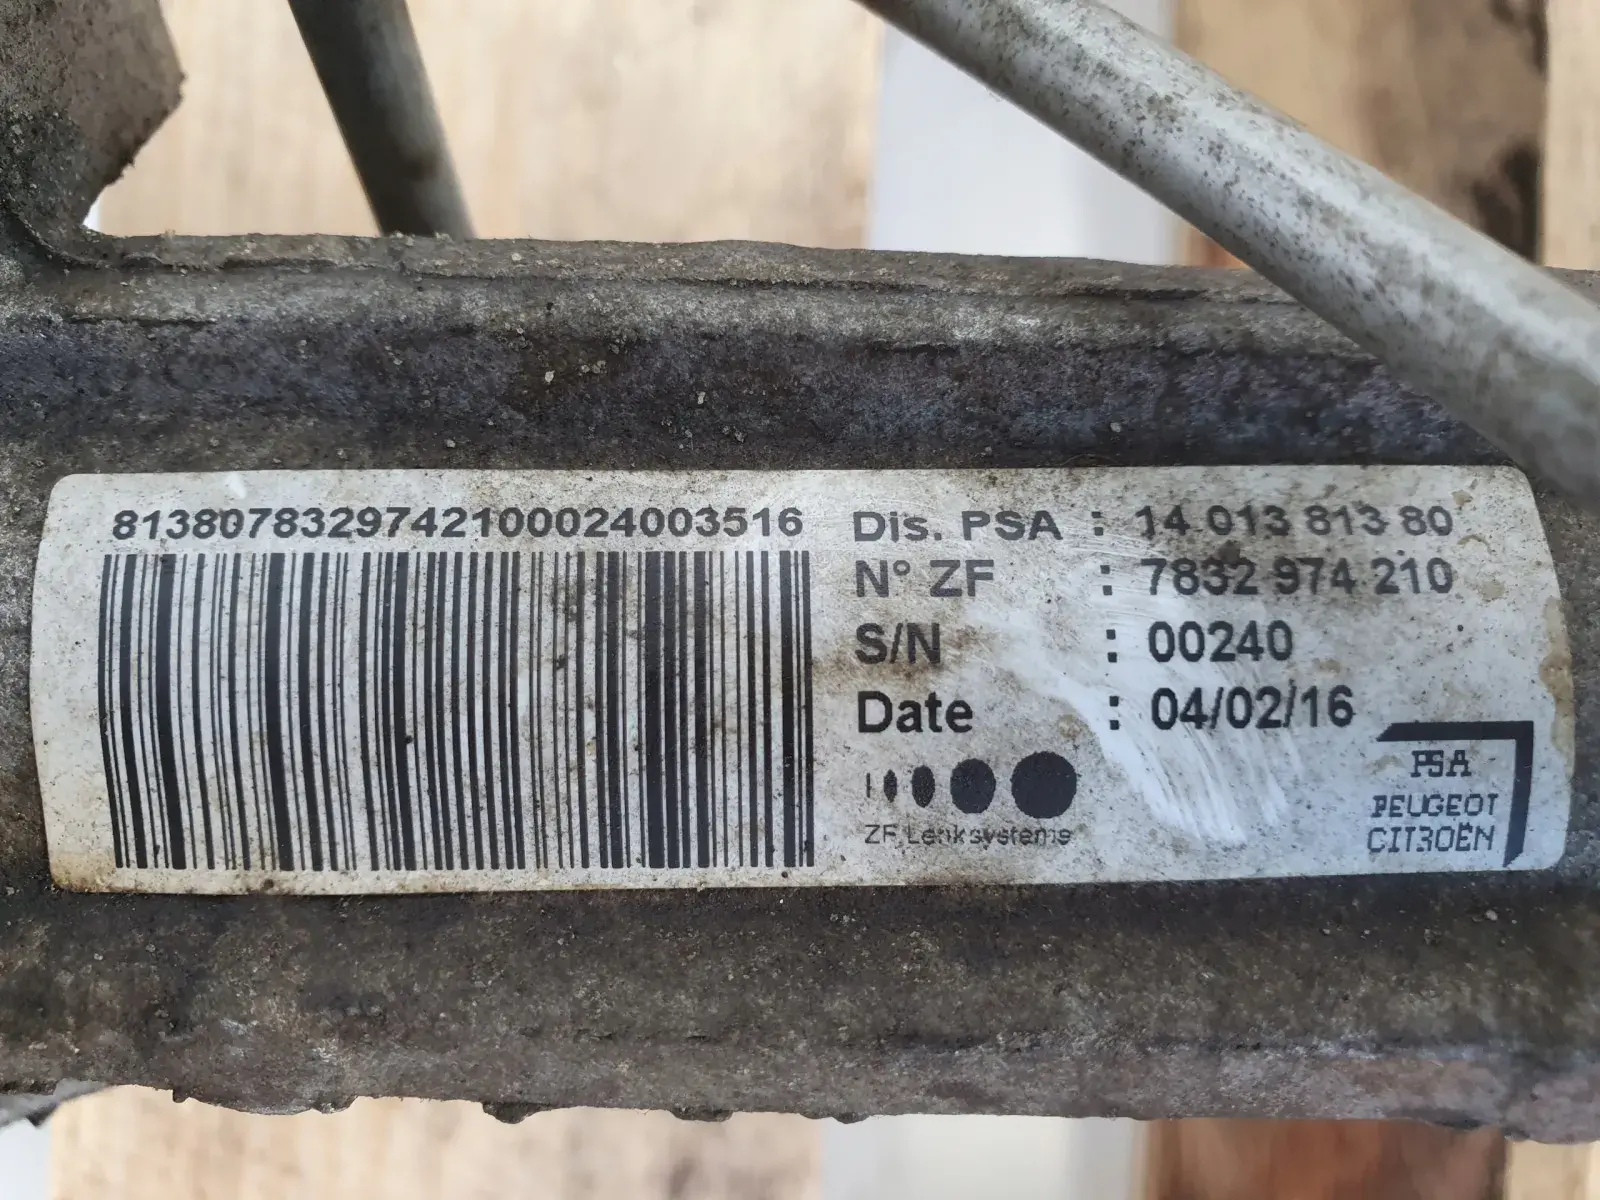 8138078329742100024003516
Dis. PSA : 14 013 813 80
N° ZF : 7832 974 210
S/N : 00240
Date : 04/02/16
ZF Lenksysteme
PSA
PEUGEOT
CITROËN